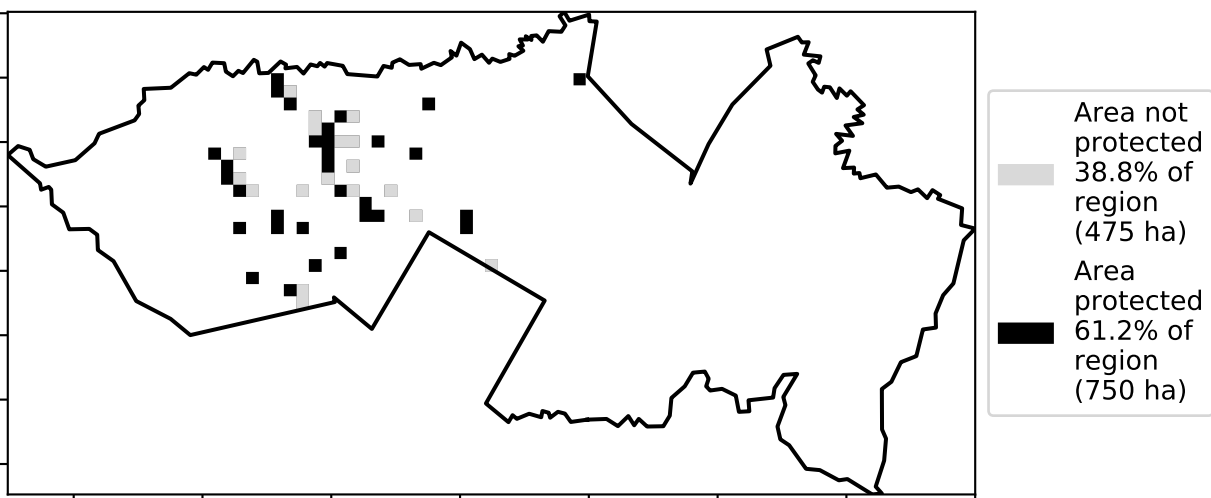 Area not
protected
38.8% of
region
(475 ha)
Area
protected
61.2% of
region
(750 ha)